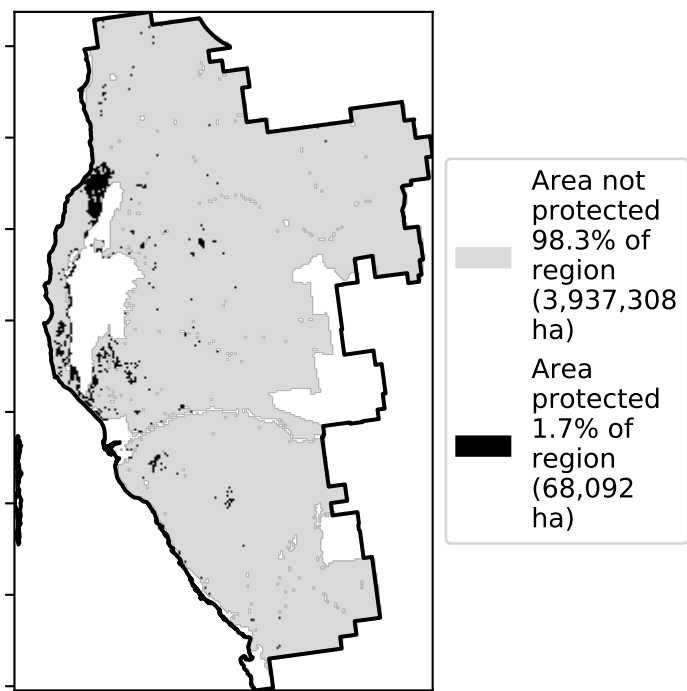 Area not
protected
98.3% of
region
(3,937,308
ha)
Area
protected
1.7% of
region
(68,092
ha)